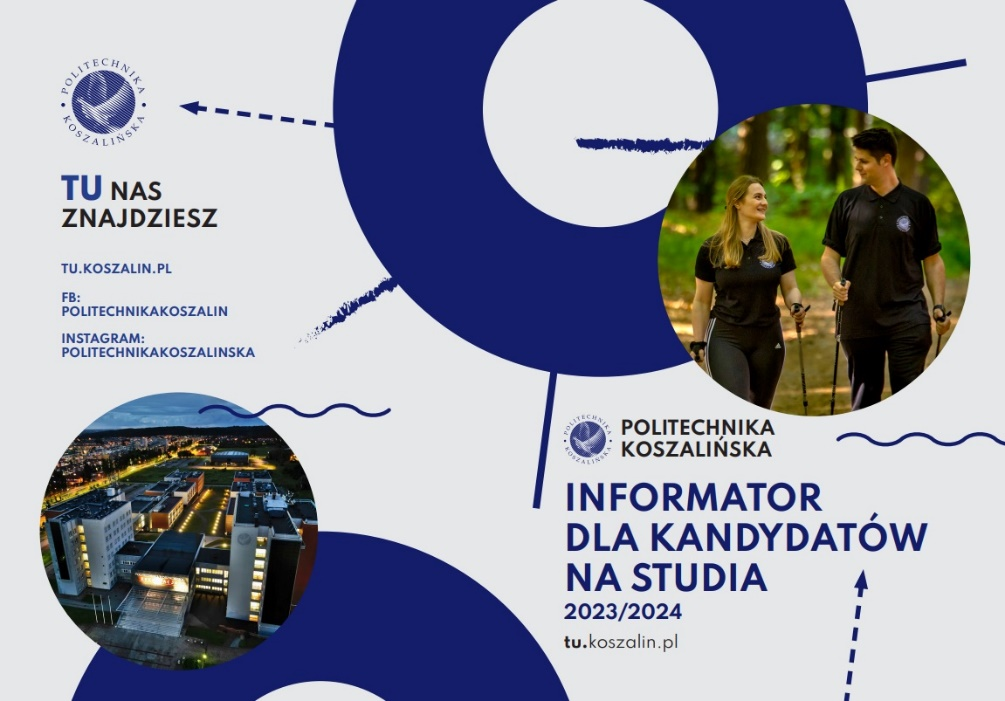 POLITECHNIKA
KOSZALIŃSKA
TU NAS
ZNAJDZIESZ
TU.KOSZALIN.PL
FB:
POLITECHNIKAKOSZALIN
INSTAGRAM:
POLITECHNIKAKOSZALINSKA
POLITECHNIKA
KOSZALIŃSKA
POLITECHNIKA
KOSZALIŃSKA
INFORMATOR
DLA KANDYDATÓW
NA STUDIA
2023/2024
tu.koszalin.pl